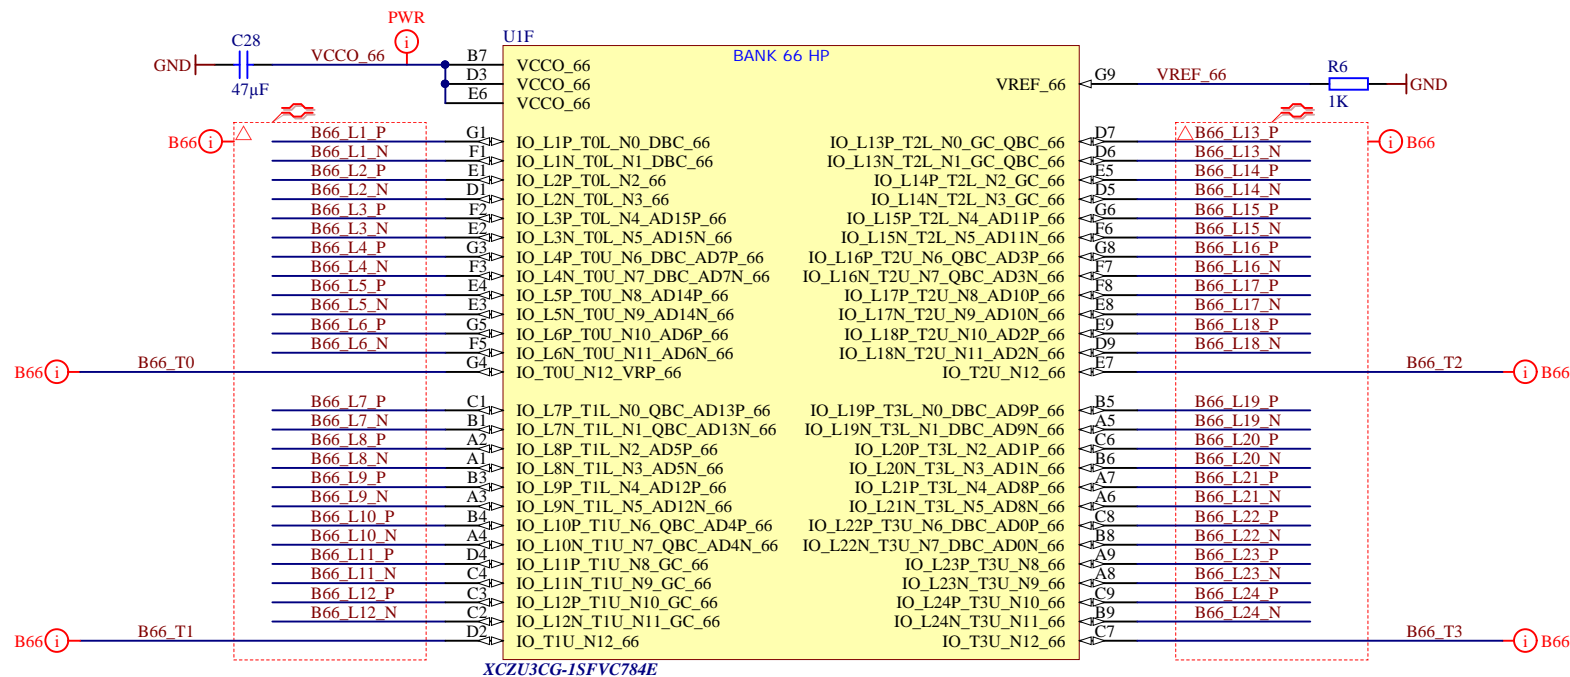 PWR
C28 U1F
GND VCCO_66 B7 VCCO_66 BANK 66 HP R6
47µF D3 VCCO_66 VREF_66 G9 VREF_66 1K GND
E6 VCCO_66
B66 i B66_L1_P G1 IO_L1P_T0L_N0_DBC_66 IO_L13P_T2L_N0_GC_QBC_66 D7 B66_L13_P i B66
B66_L1_N F1 IO_L1N_T0L_N1_DBC_66 IO_L13N_T2L_N1_GC_QBC_66 D6 B66_L13_N
B66_L2_P E1 IO_L2P_T0L_N2_66 IO_L14P_T2L_N2_GC_66 E5 B66_L14_P
B66_L2_N D1 IO_L2N_T0L_N3_66 IO_L14N_T2L_N3_GC_66 D5 B66_L14_N
B66_L3_P F2 IO_L3P_T0L_N4_AD15P_66 IO_L15P_T2L_N4_AD11P_66 G6 B66_L15_P
B66_L3_N E2 IO_L3N_T0L_N5_AD15N_66 IO_L15N_T2L_N5_AD11N_66 F6 B66_L15_N
B66_L4_P G3 IO_L4P_T0U_N6_DBC_AD7P_66 IO_L16P_T2U_N6_QBC_AD3P_66 G8 B66_L16_P
B66_L4_N F3 IO_L4N_T0U_N7_DBC_AD7N_66 IO_L16N_T2U_N7_QBC_AD3N_66 F7 B66_L16_N
B66_L5_P E4 IO_L5P_T0U_N8_AD14P_66 IO_L17P_T2U_N8_AD10P_66 F8 B66_L17_P
B66_L5_N E3 IO_L5N_T0U_N9_AD14N_66 IO_L17N_T2U_N9_AD10N_66 E8 B66_L17_N
B66_L6_P G5 IO_L6P_T0U_N10_AD6P_66 IO_L18P_T2U_N10_AD2P_66 E9 B66_L18_P
B66_L6_N F5 IO_L6N_T0U_N11_AD6N_66 IO_L18N_T2U_N11_AD2N_66 D9 B66_L18_N
B66 i B66_T0 G4 IO_T0U_N12_VRP_66 IO_T2U_N12_66 E7 B66_T2 i B66
B66_L7_P C1 IO_L7P_T1L_N0_QBC_AD13P_66 IO_L19P_T3L_N0_DBC_AD9P_66 B5 B66_L19_P
B66_L7_N B1 IO_L7N_T1L_N1_QBC_AD13N_66 IO_L19N_T3L_N1_DBC_AD9N_66 A5 B66_L19_N
B66_L8_P A2 IO_L8P_T1L_N2_AD5P_66 IO_L20P_T3L_N2_AD1P_66 C6 B66_L20_P
B66_L8_N A1 IO_L8N_T1L_N3_AD5N_66 IO_L20N_T3L_N3_AD1N_66 B6 B66_L20_N
B66_L9_P B3 IO_L9P_T1L_N4_AD12P_66 IO_L21P_T3L_N4_AD8P_66 A7 B66_L21_P
B66_L9_N A3 IO_L9N_T1L_N5_AD12N_66 IO_L21N_T3L_N5_AD8N_66 A6 B66_L21_N
B66_L10_P B4 IO_L10P_T1U_N6_QBC_AD4P_66 IO_L22P_T3U_N6_DBC_AD0P_66 C8 B66_L22_P
B66_L10_N A4 IO_L10N_T1U_N7_QBC_AD4N_66 IO_L22N_T3U_N7_DBC_AD0N_66 B8 B66_L22_N
B66_L11_P D4 IO_L11P_T1U_N8_GC_66 IO_L23P_T3U_N8_66 A9 B66_L23_P
B66_L11_N C4 IO_L11N_T1U_N9_GC_66 IO_L23N_T3U_N9_66 A8 B66_L23_N
B66_L12_P C3 IO_L12P_T1U_N10_GC_66 IO_L24P_T3U_N10_66 C9 B66_L24_P
B66_L12_N C2 IO_L12N_T1U_N11_GC_66 IO_L24N_T3U_N11_66 B9 B66_L24_N
B66 i B66_T1 D2 IO_T1U_N12_66 IO_T3U_N12_66 C7 B66_T3 i B66
XCZU3CG-1SFVC784E